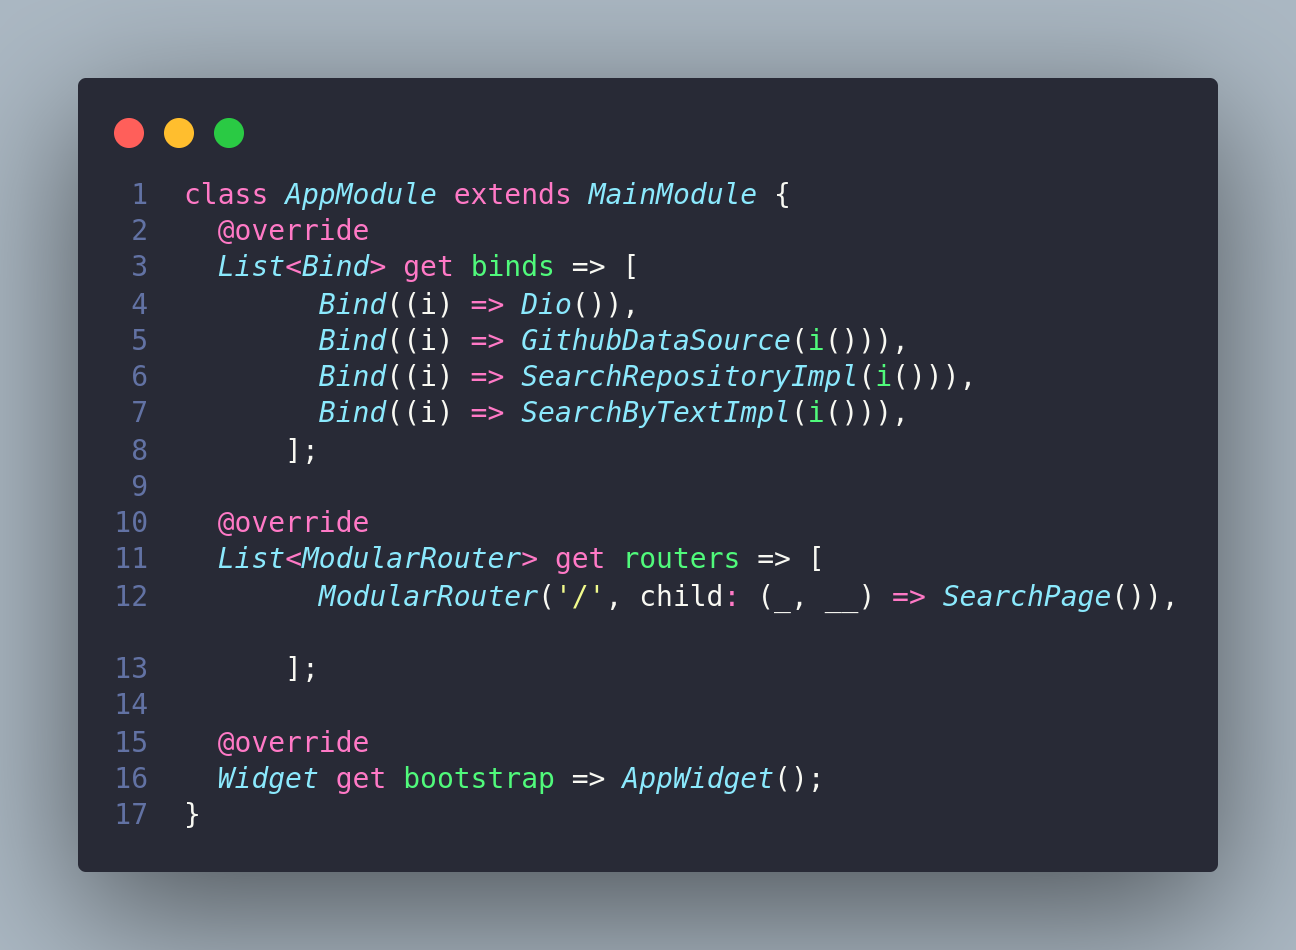 1 class AppModule extends MainModule {
2   @override
3   List<Bind> get binds => [
4         Bind((i) => Dio()),
5         Bind((i) => GithubDataSource(i())),
6         Bind((i) => SearchRepositoryImpl(i())),
7         Bind((i) => SearchByTextImpl(i())),
8       ];
9
10   @override
11   List<ModularRouter> get routers => [
12         ModularRouter('/', child: (_, __) => SearchPage()),
13       ];
14
15   @override
16   Widget get bootstrap => AppWidget();
17 }